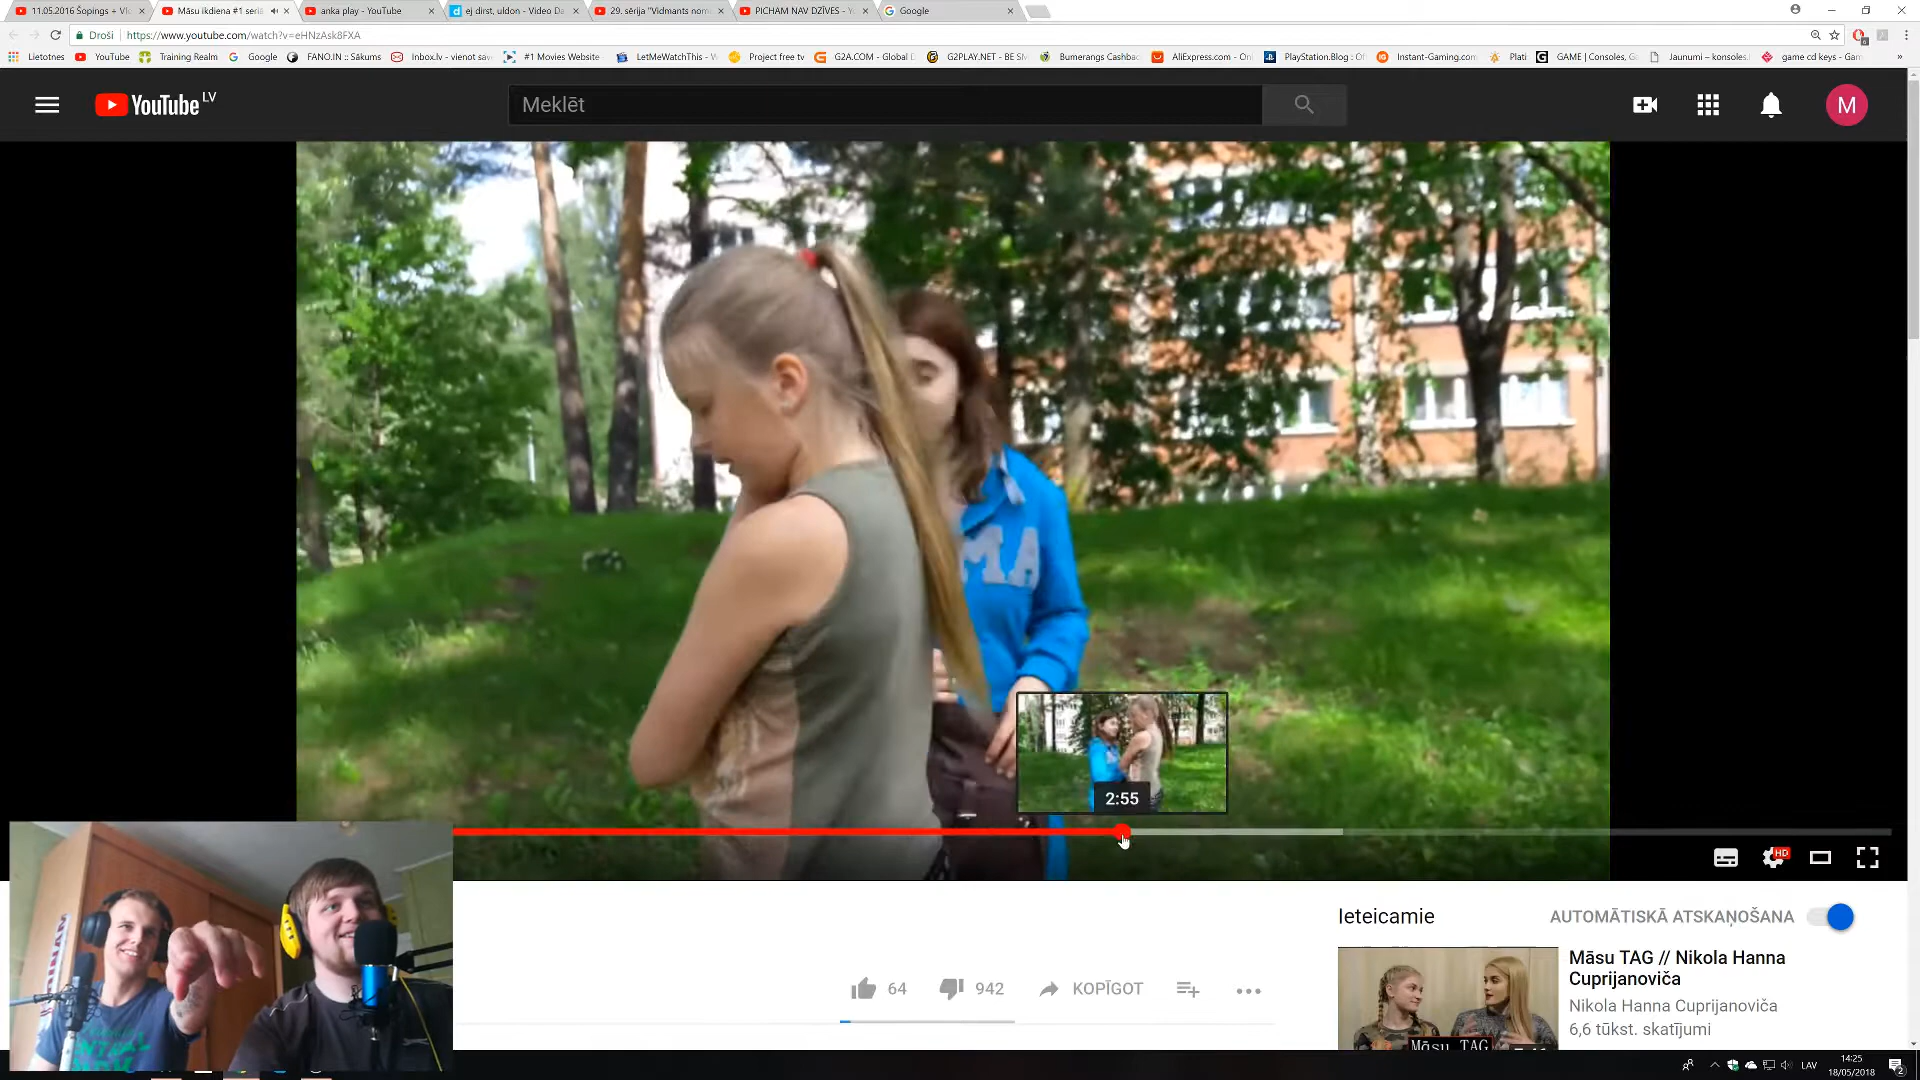 11.05.2016 Šopings + Vlo
Māsu ikdiena #1 seri
anka play - YouTube
ej dirst, uldon - Video Da
29. sērija "Vidmants nom
PICHAM NAV DZĪVES - Y
Google
Droši
https://www.youtube.com/watch?v=eHNzAsk8FXA
Lietotnes
YouTube
Training Realm
Google
FANO.IN :: Sākums
Inbox.lv - vienot sav
#1 Movies Website
LetMeWatchThis -
Project free tv
G2A.COM - Global
G2PLAY.NET - BE SM
Bumerangs Cashba
AliExpress.com - On
PlayStation.Blog : Of
Instant-Gaming.com
Plati
GAME | Consoles, G
Jaunumi – konsoles.
game cd keys - Gam
YouTube LV
Meklēt
M
MA
2:55
HD
Ieteicamie
AUTOMĀTISKĀ ATSKAŅOŠANA
Māsu TAG // Nikola Hanna
Cuprijanoviča
Nikola Hanna Cuprijanoviča
6,6 tūkst. skatījumi
Māsu TAG
64
942
KOPĪGOT
LAV
14:25
18/05/2018
2